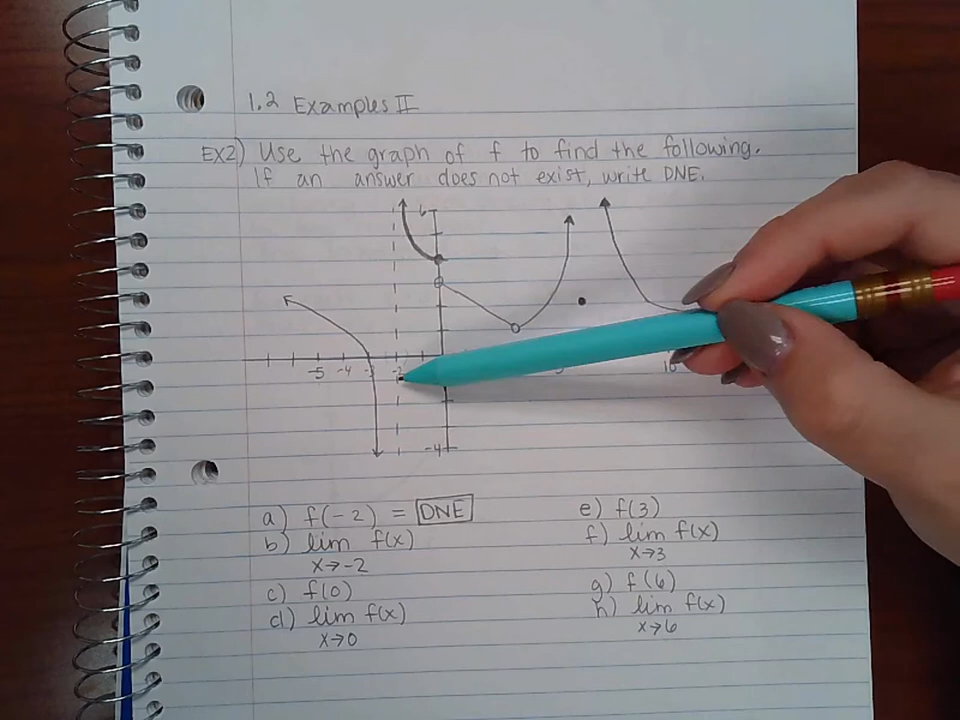 1.2 Examples II
EX2) Use the graph of f to find the following.
If an answer does not exist, write DNE.
6
-5 -4 -3 -2
-4
a) f(-2) = DNE
b) lim f(x)
x→-2
c) f(0)
d) lim f(x)
x→0
e) f(3)
f) lim f(x)
x→3
g) f(6)
h) lim f(x)
x→6